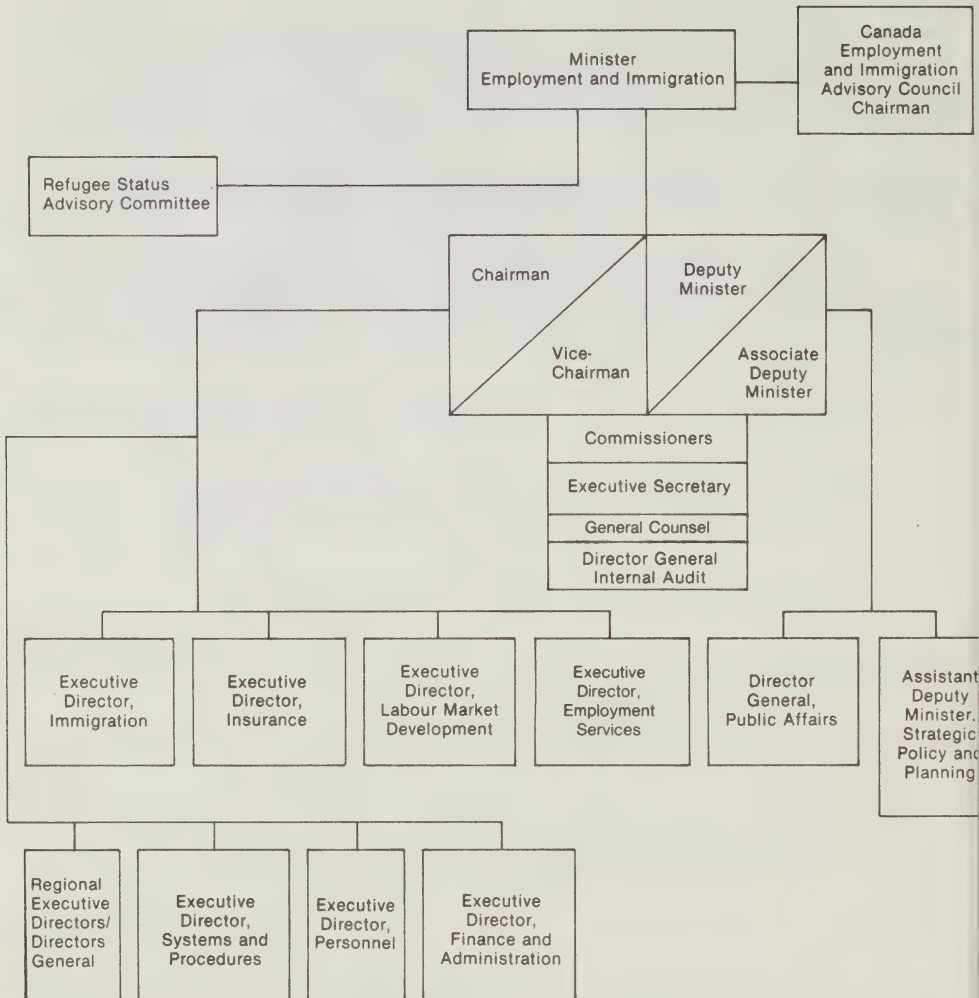 Minister
Employment and Immigration
Canada
Employment
and Immigration
Advisory Council
Chairman
Refugee Status
Advisory Committee
Chairman
Vice-
Chairman
Deputy
Minister
Associate
Deputy
Minister
Commissioners
Executive Secretary
General Counsel
Director General
Internal Audit
Executive
Director,
Immigration
Executive
Director,
Insurance
Executive
Director,
Labour Market
Development
Executive
Director,
Employment
Services
Director
General,
Public Affairs
Assistant
Deputy
Minister,
Strategic
Policy and
Planning
Regional
Executive
Directors/
Directors
General
Executive
Director,
Systems and
Procedures
Executive
Director,
Personnel
Executive
Director,
Finance and
Administration